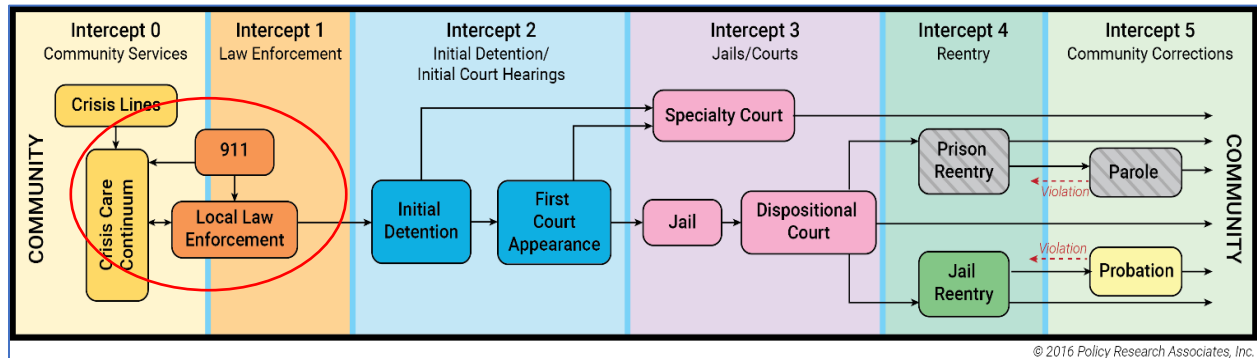 Intercept 0
Community Services
Intercept 1
Law Enforcement
Intercept 2
Initial Detention/
Initial Court Hearings
Intercept 3
Jails/Courts
Intercept 4
Reentry
Intercept 5
Community Corrections
COMMUNITY
Crisis Lines
Crisis Care
Continuum
911
Local Law
Enforcement
Initial
Detention
First
Court
Appearance
Specialty Court
Jail
Dispositional
Court
Prison
Reentry
Parole
Violation
Jail
Reentry
Violation
Probation
COMMUNITY
© 2016 Policy Research Associates, Inc.